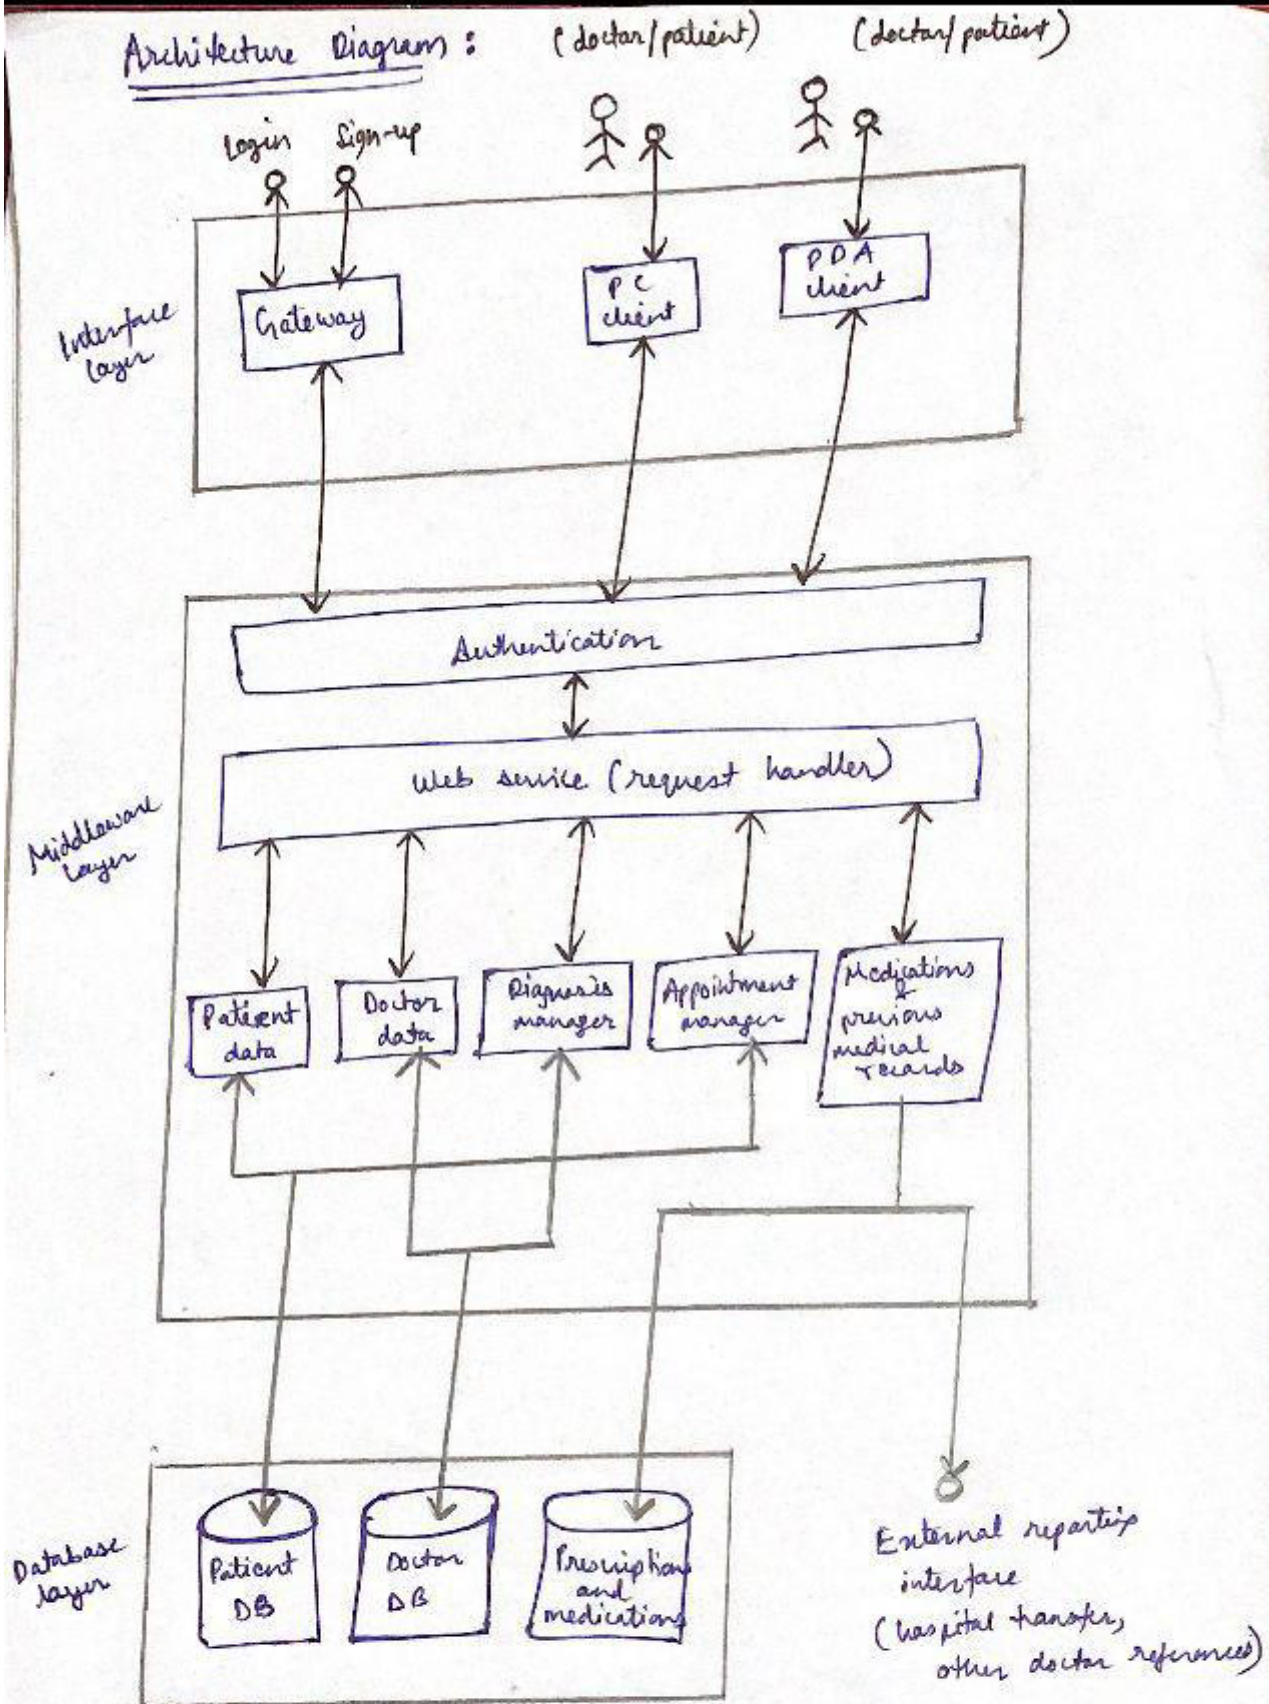 Architecture Diagram :
(doctor/patient)
(doctor/patient)
Login
Sign-up
Interface
layer
Gateway
PC
client
PDA
client
Authentication
Web service (request handler)
Middleware
layer
Patient
data
Doctor
data
Diagnosis
manager
Appointment
manager
Medications
&
previous
medical
records
Database
layer
Patient
DB
Doctor
DB
Prescriptions
and
medications
External reporting
interface
(hospital transfer,
other doctor references)